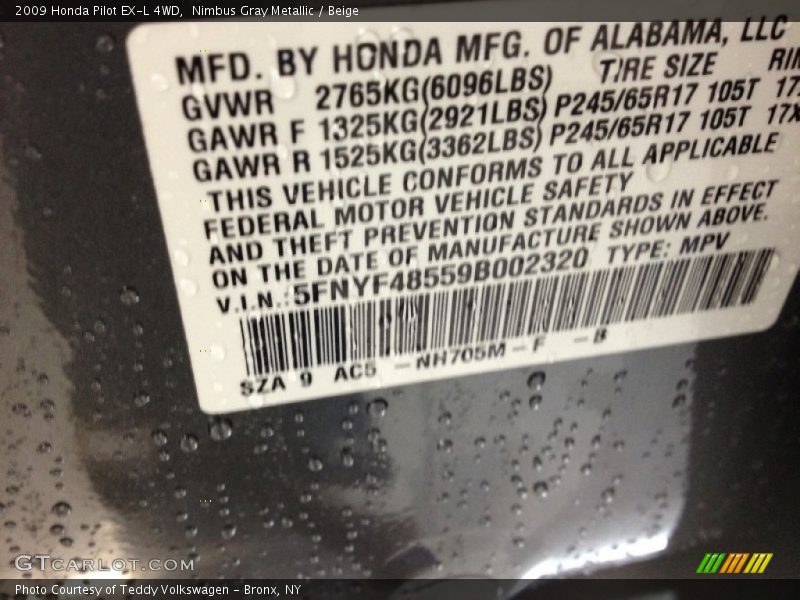 2009 Honda Pilot EX-L 4WD,  Nimbus Gray Metallic / Beige
MFD. BY HONDA MFG. OF ALABAMA, LLC
GVWR 2765KG(6096LBS) TIRE SIZE
GAWR F 1325KG(2921LBS) P245/65R17 105T
GAWR R 1525KG(3362LBS) P245/65R17 105T
THIS VEHICLE CONFORMS TO ALL APPLICABLE
FEDERAL MOTOR VEHICLE SAFETY
AND THEFT PREVENTION STANDARDS IN EFFECT
ON THE DATE OF MANUFACTURE SHOWN ABOVE.
V.I.N.:5FNYF48559B002320 TYPE: MPV
SZA 9 AC5 -NH705M-F -B
GTCARLOT.COM
Photo Courtesy of Teddy Volkswagen - Bronx, NY